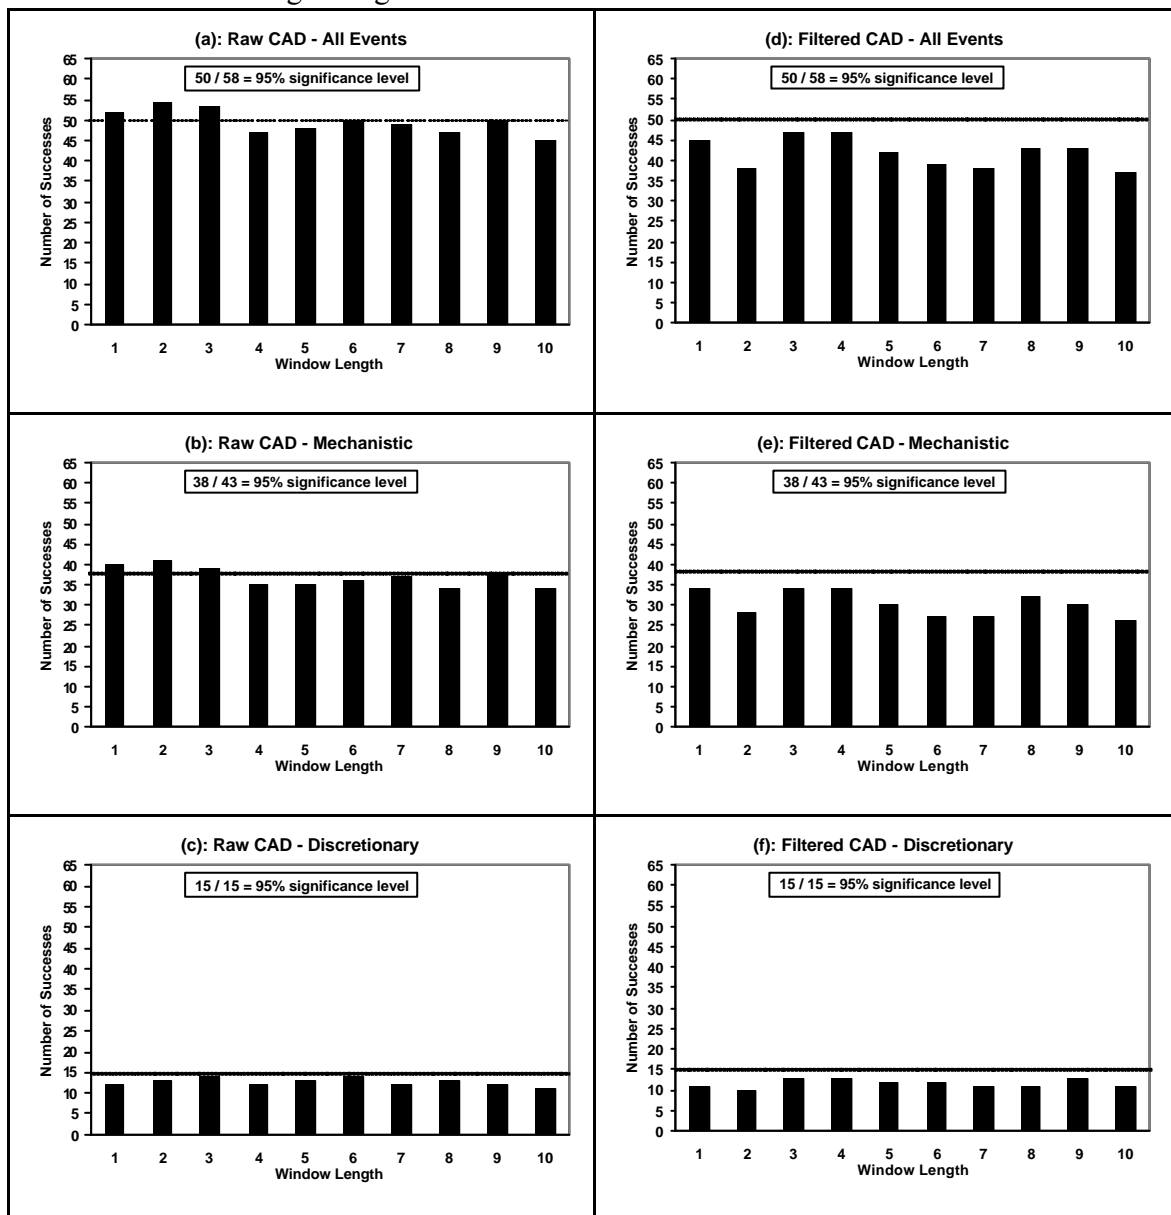 (a): Raw CAD - All Events
50 / 58 = 95% significance level
Number of Successes
65
60
55
50
45
40
35
30
25
20
15
10
5
0
1 2 3 4 5 6 7 8 9 10
Window Length
(d): Filtered CAD - All Events
50 / 58 = 95% significance level
Number of Successes
65
60
55
50
45
40
35
30
25
20
15
10
5
0
1 2 3 4 5 6 7 8 9 10
Window Length
(b): Raw CAD - Mechanistic
38 / 43 = 95% significance level
Number of Successes
65
60
55
50
45
40
35
30
25
20
15
10
5
0
1 2 3 4 5 6 7 8 9 10
Window Length
(e): Filtered CAD - Mechanistic
38 / 43 = 95% significance level
Number of Successes
65
60
55
50
45
40
35
30
25
20
15
10
5
0
1 2 3 4 5 6 7 8 9 10
Window Length
(c): Raw CAD - Discretionary
15 / 15 = 95% significance level
Number of Successes
65
60
55
50
45
40
35
30
25
20
15
10
5
0
1 2 3 4 5 6 7 8 9 10
Window Length
(f): Filtered CAD - Discretionary
15 / 15 = 95% significance level
Number of Successes
65
60
55
50
45
40
35
30
25
20
15
10
5
0
1 2 3 4 5 6 7 8 9 10
Window Length